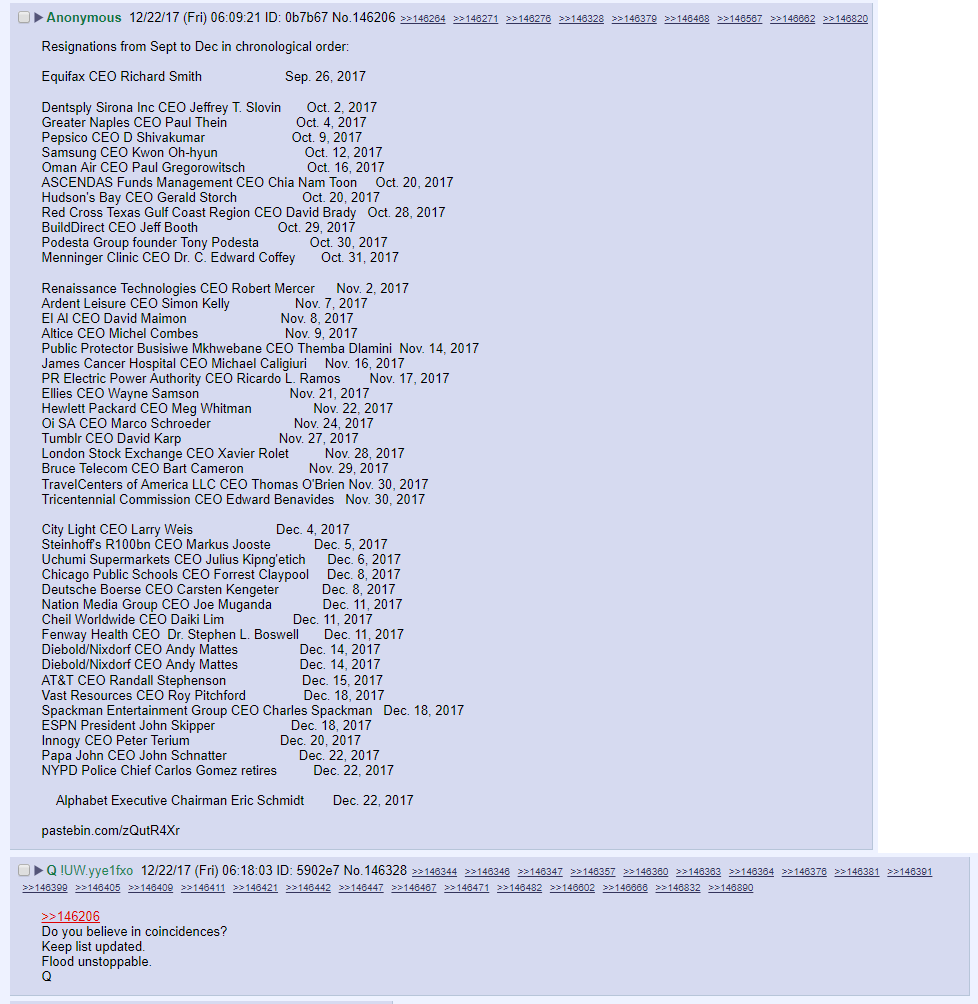 Anonymous 12/22/17 (Fri) 06:09:21 ID: 0b7b67 No.146206 >>146264 >>146271 >>146276 >>146328 >>146379 >>146468 >>146567 >>146662 >>146820
Resignations from Sept to Dec in chronological order:
Equifax CEO Richard Smith Sep. 26, 2017
Dentsply Sirona Inc CEO Jeffrey T. Slovin Oct. 2, 2017
Greater Naples CEO Paul Thein Oct. 4, 2017
Pepsico CEO D Shivakumar Oct. 9, 2017
Samsung CEO Kwon Oh-hyun Oct. 12, 2017
Oman Air CEO Paul Gregorowitsch Oct. 16, 2017
ASCENDAS Funds Management CEO Chia Nam Toon Oct. 20, 2017
Hudson's Bay CEO Gerald Storch Oct. 20, 2017
Red Cross Texas Gulf Coast Region CEO David Brady Oct. 28, 2017
BuildDirect CEO Jeff Booth Oct. 29, 2017
Podesta Group founder Tony Podesta Oct. 30, 2017
Menninger Clinic CEO Dr. C. Edward Coffey Oct. 31, 2017
Renaissance Technologies CEO Robert Mercer Nov. 2, 2017
Ardent Leisure CEO Simon Kelly Nov. 7, 2017
El Al CEO David Maimon Nov. 8, 2017
Altice CEO Michel Combes Nov. 9, 2017
Public Protector Busisiwe Mkhwebane CEO Themba Dlamini Nov. 14, 2017
James Cancer Hospital CEO Michael Caligiuri Nov. 16, 2017
PR Electric Power Authority CEO Ricardo L. Ramos Nov. 17, 2017
Ellies CEO Wayne Samson Nov. 21, 2017
Hewlett Packard CEO Meg Whitman Nov. 22, 2017
Oi SA CEO Marco Schroeder Nov. 24, 2017
Tumblr CEO David Karp Nov. 27, 2017
London Stock Exchange CEO Xavier Rolet Nov. 28, 2017
Bruce Telecom CEO Bart Cameron Nov. 29, 2017
TravelCenters of America LLC CEO Thomas O'Brien Nov. 30, 2017
Tricentennial Commission CEO Edward Benavides Nov. 30, 2017
City Light CEO Larry Weis Dec. 4, 2017
Steinhoff's R100bn CEO Markus Jooste Dec. 5, 2017
Uchumi Supermarkets CEO Julius Kipng'etich Dec. 6, 2017
Chicago Public Schools CEO Forrest Claypool Dec. 8, 2017
Deutsche Boerse CEO Carsten Kengeter Dec. 8, 2017
Nation Media Group CEO Joe Muganda Dec. 11, 2017
Cheil Worldwide CEO Daiki Lim Dec. 11, 2017
Fenway Health CEO Dr. Stephen L. Boswell Dec. 11, 2017
Diebold/Nixdorf CEO Andy Mattes Dec. 14, 2017
Diebold/Nixdorf CEO Andy Mattes Dec. 14, 2017
AT&T CEO Randall Stephenson Dec. 15, 2017
Vast Resources CEO Roy Pitchford Dec. 18, 2017
Spackman Entertainment Group CEO Charles Spackman Dec. 18, 2017
ESPN President John Skipper Dec. 18, 2017
Innogy CEO Peter Terium Dec. 20, 2017
Papa John CEO John Schnatter Dec. 22, 2017
NYPD Police Chief Carlos Gomez retires Dec. 22, 2017
Alphabet Executive Chairman Eric Schmidt Dec. 22, 2017
pastebin.com/zQutR4Xr
Q !UW.yye1fxo 12/22/17 (Fri) 06:18:03 ID: 5902e7 No.146328 >>146344 >>146346 >>146347 >>146357 >>146360 >>146363 >>146364 >>146376 >>146381 >>146391
>>146399 >>146405 >>146409 >>146411 >>146421 >>146442 >>146447 >>146467 >>146471 >>146482 >>146602 >>146666 >>146832 >>146890
>>146206
Do you believe in coincidences?
Keep list updated.
Flood unstoppable.
Q